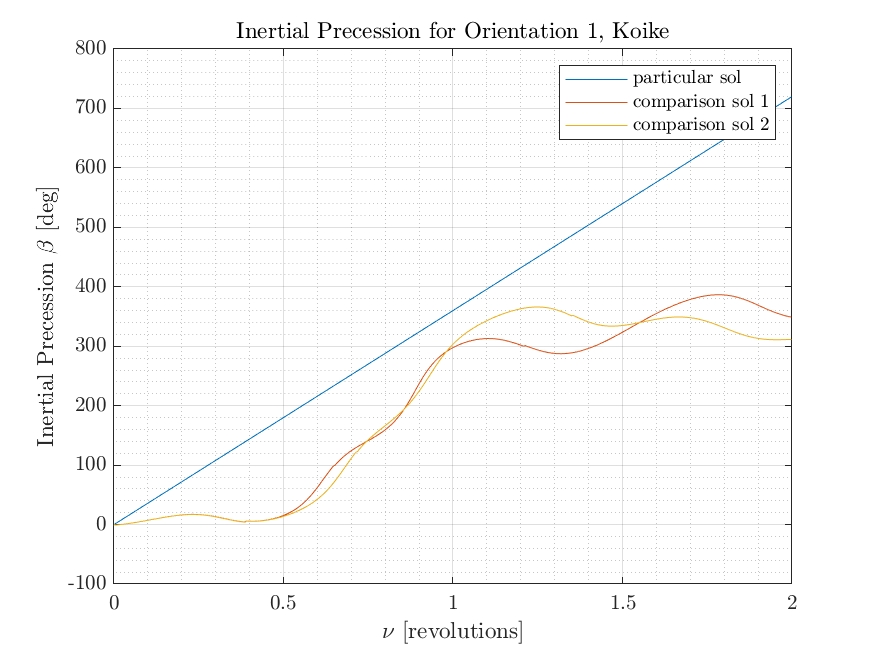 Inertial Precession for Orientation 1, Koike
800
700
600
500
400
300
200
100
0
-100
Inertial Precession β [deg]
particular sol
comparison sol 1
comparison sol 2
0 0.5 1 1.5 2
ν [revolutions]